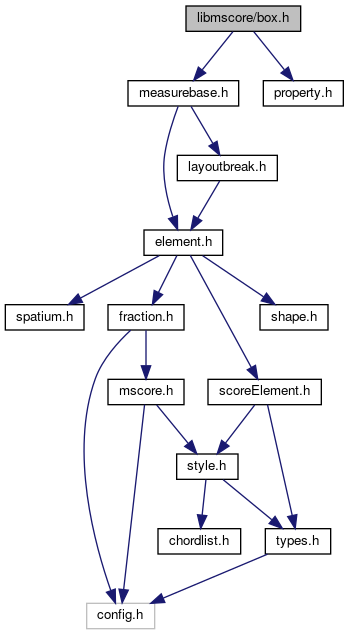 libmscore/box.h
measurebase.h
property.h
layoutbreak.h
element.h
spatium.h
fraction.h
shape.h
mscore.h
scoreElement.h
style.h
chordlist.h
types.h
config.h